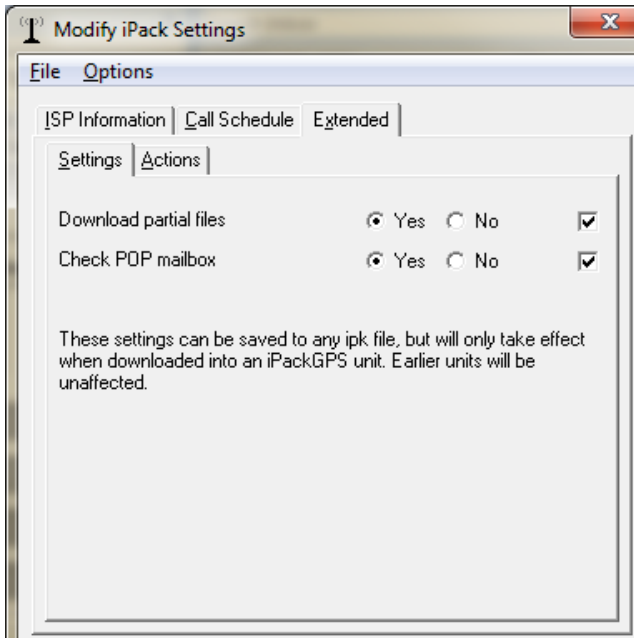 Modify iPack Settings
File Options
ISP Information Call Schedule Extended
Settings Actions
Download partial files Yes No
Check POP mailbox Yes No
These settings can be saved to any ipk file, but will only take effect
when downloaded into an iPackGPS unit. Earlier units will be
unaffected.